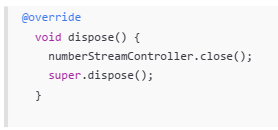 @override
void dispose() {
numberStreamController.close();
super.dispose();
}